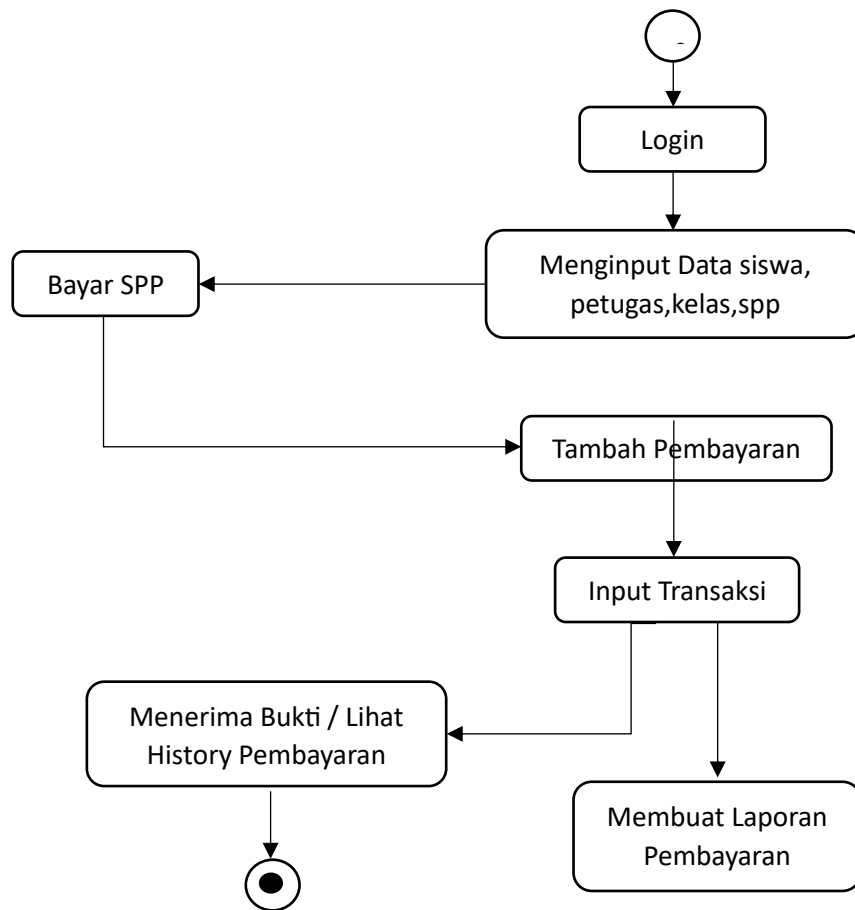 Login
Menginput Data siswa,
petugas,kelas,spp
Bayar SPP
Tambah Pembayaran
Input Transaksi
Menerima Bukti / Lihat
History Pembayaran
Membuat Laporan
Pembayaran